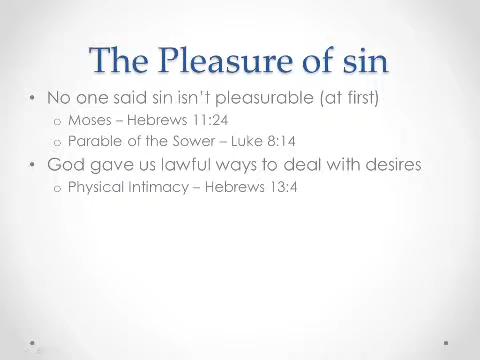 The Pleasure of sin
• No one said sin isn't pleasurable (at first)
o Moses – Hebrews 11:24
o Parable of the Sower – Luke 8:14
• God gave us lawful ways to deal with desires
o Physical Intimacy – Hebrews 13:4